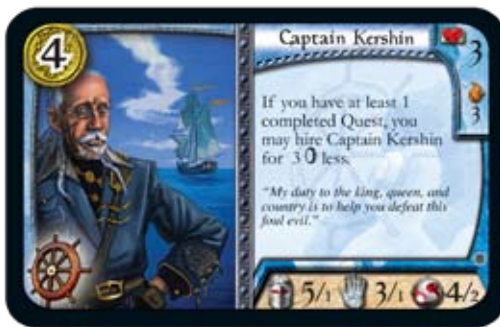 4
Captain Kershin
3
3
If you have at least 1
completed Quest, you
may hire Captain Kershin
for 3 less.
"My duty to the king, queen, and
country is to help you defeat this
foul evil."
5/1 3/1 4/2